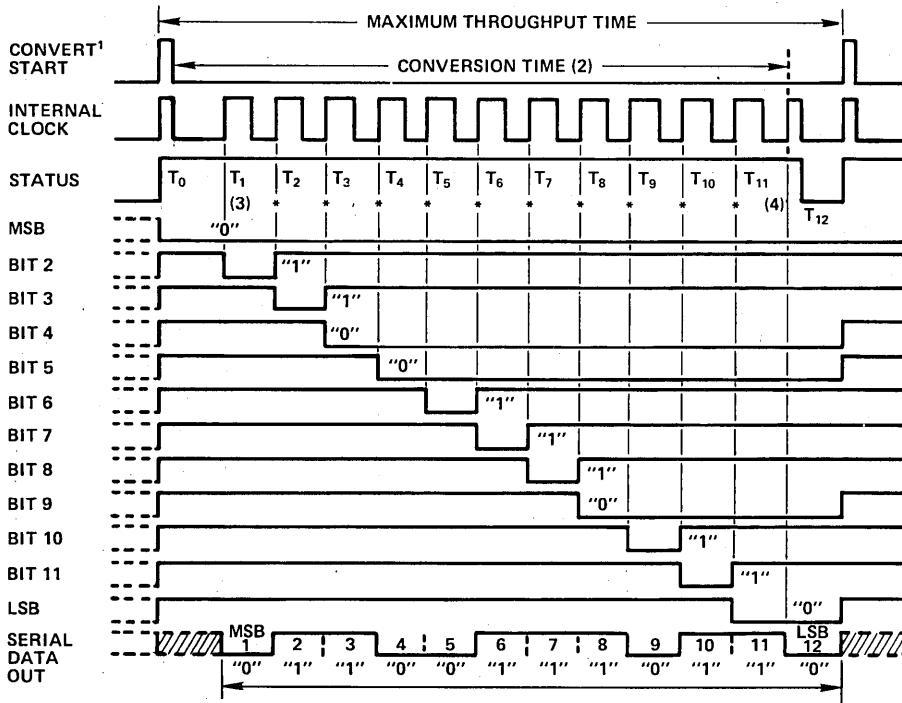 MAXIMUM THROUGHPUT TIME
CONVERT¹
START
CONVERSION TIME (2)
INTERNAL
CLOCK
STATUS
T₀ T₁ T₂ T₃ T₄ T₅ T₆ T₇ T₈ T₉ T₁₀ T₁₁
(3) * * * * * * * * * * (4)
T₁₂
MSB "0"
BIT 2 "1"
BIT 3 "1"
BIT 4 "0"
BIT 5 "0"
BIT 6 "1"
BIT 7 "1"
BIT 8 "1"
BIT 9 "0"
BIT 10 "1"
BIT 11 "1"
LSB "0"
SERIAL
DATA
OUT
MSB LSB
1 2 3 4 5 6 7 8 9 10 11 12
"0" "1" "1" "0" "0" "1" "1" "1" "0" "1" "1" "0"